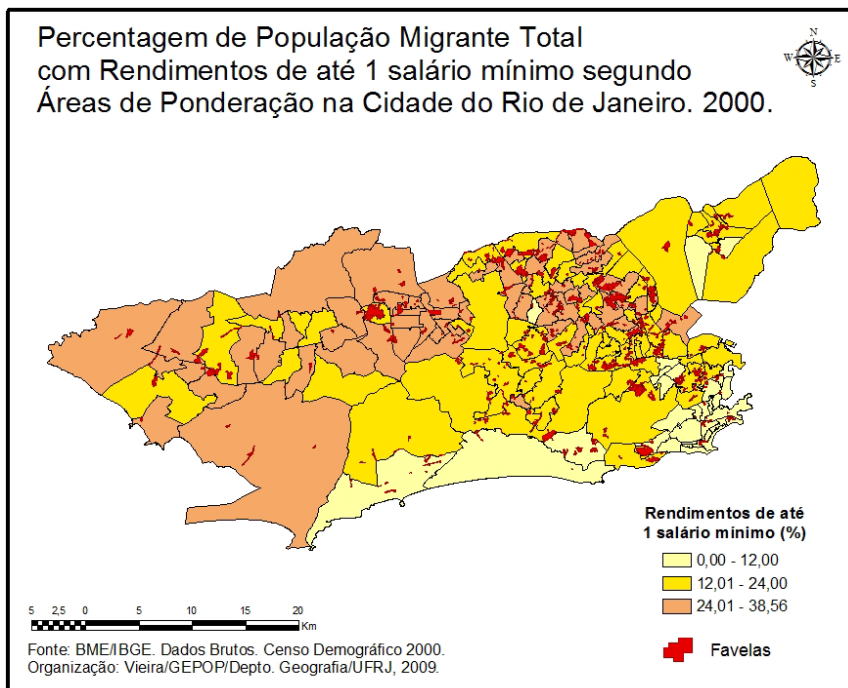 Percentagem de População Migrante Total
com Rendimentos de até 1 salário mínimo segundo
Áreas de Ponderação na Cidade do Rio de Janeiro. 2000.
N
W E
S
Rendimentos de até
1 salário mínimo (%)
0,00 - 12,00
12,01 - 24,00
24,01 - 38,56
Favelas
5 2,5 0 5 10 15 20
Km
Fonte: BME/IBGE. Dados Brutos. Censo Demográfico 2000.
Organização: Vieira/GEPOP/Depto. Geografia/UFRJ, 2009.